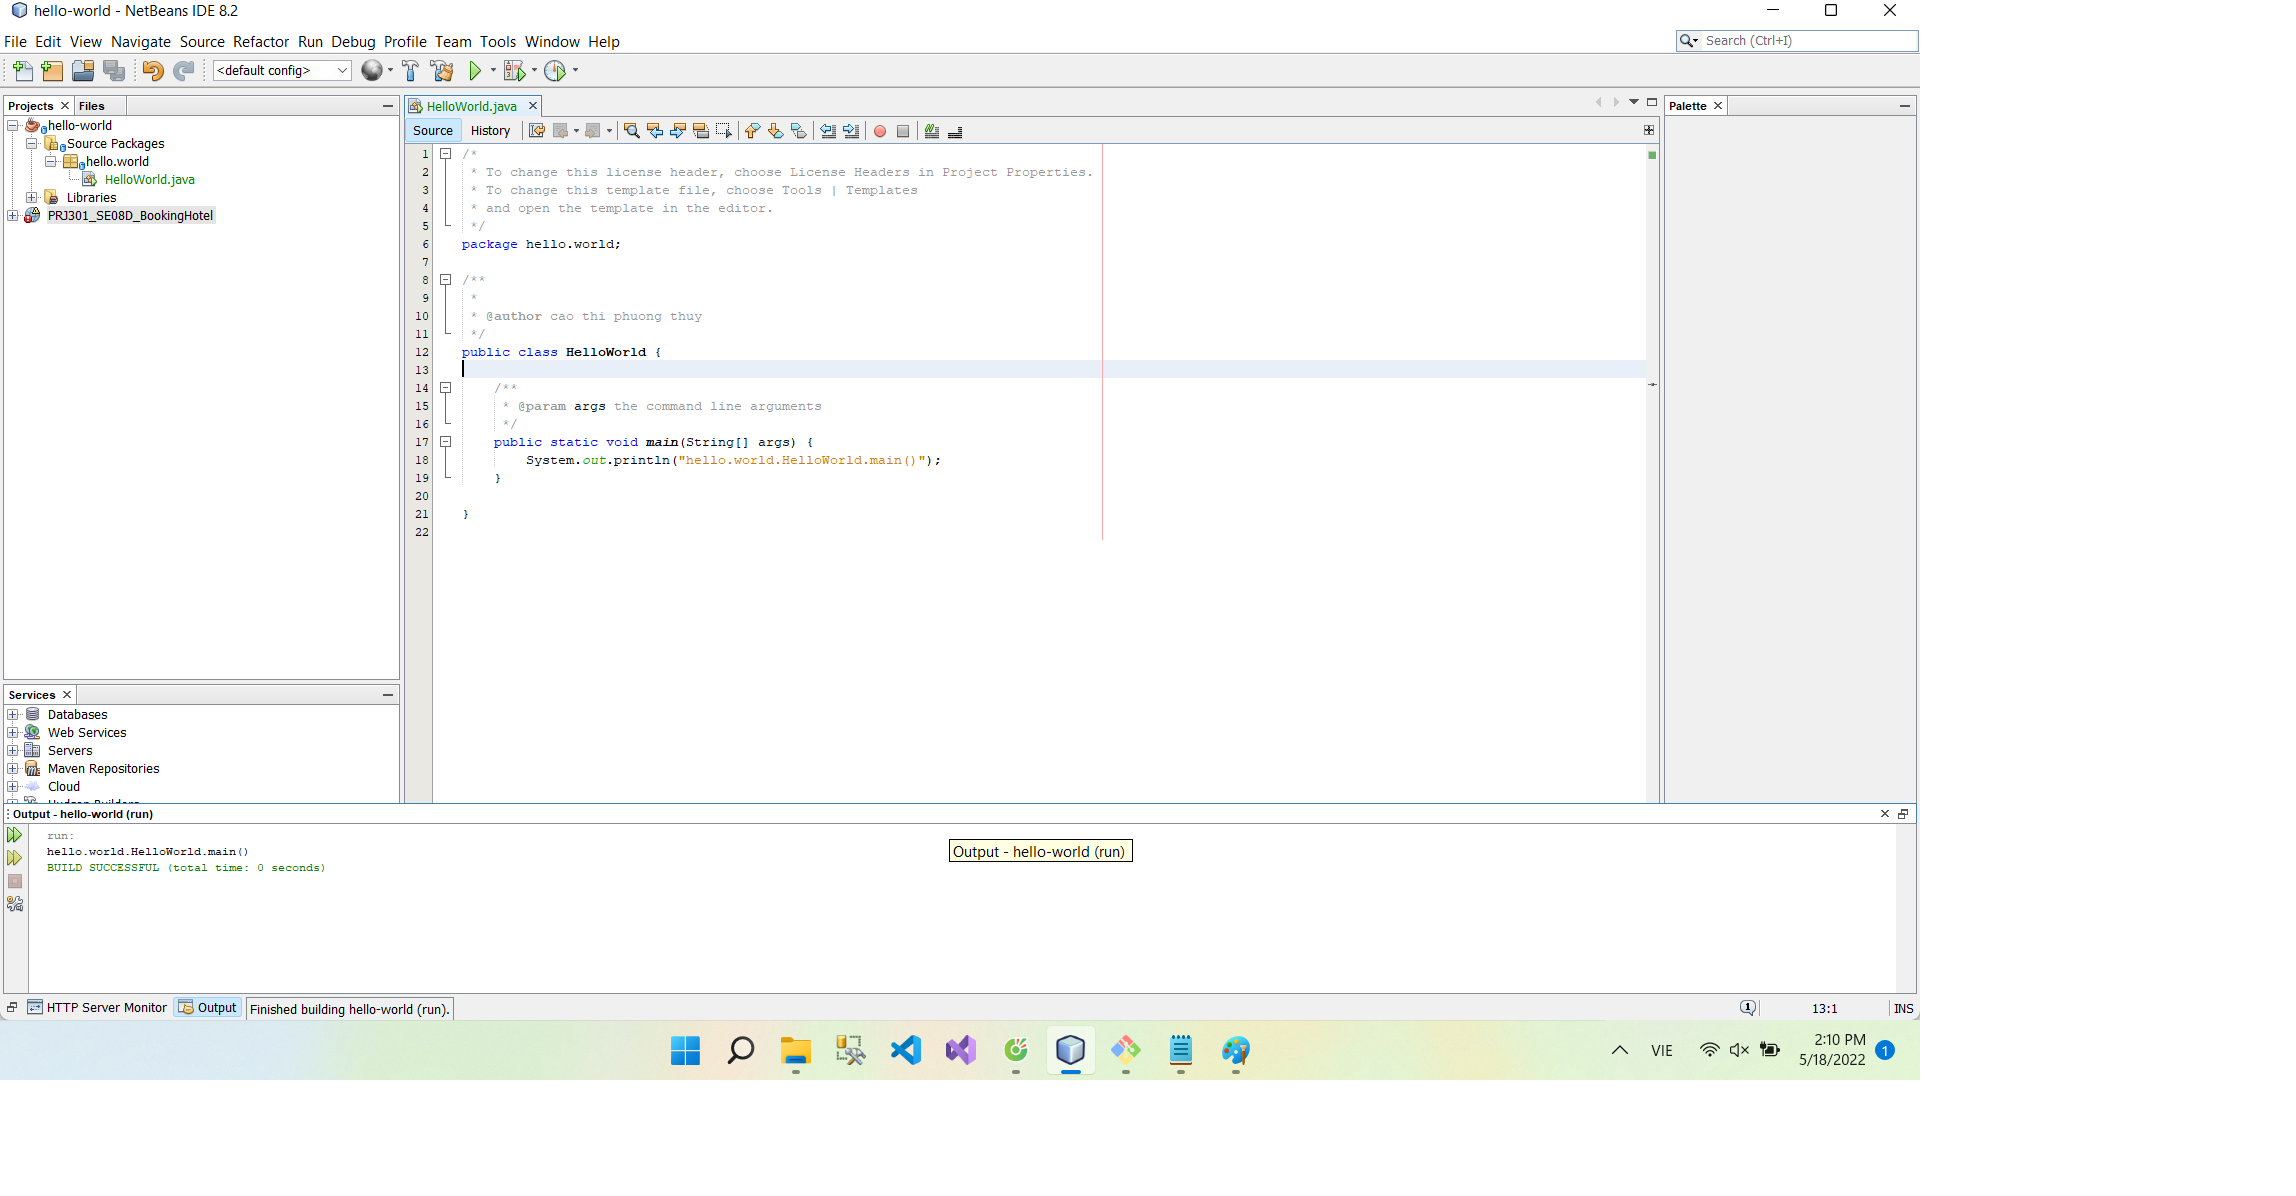 hello-world - NetBeans IDE 8.2
File Edit View Navigate Source Refactor Run Debug Profile Team Tools Window Help
Search (Ctrl+I)
<default config>
Projects
Files
hello-world
Source Packages
hello.world
HelloWorld.java
Libraries
PRJ301_SE08D_BookingHotel
HelloWorld.java
Source History
1 /*
2 * To change this license header, choose License Headers in Project Properties.
3 * To change this template file, choose Tools | Templates
4 * and open the template in the editor.
5 */
6 package hello.world;
7
8 /**
9 *
10 * @author cao thi phuong thuy
11 */
12 public class HelloWorld {
13
14 /**
15 * @param args the command line arguments
16 */
17 public static void main(String[] args) {
18 System.out.println("hello.world.HelloWorld.main()");
19 }
20
21 }
22
Palette
Services
Databases
Web Services
Servers
Maven Repositories
Cloud
Output - hello-world (run)
run:
hello.world.HelloWorld.main()
BUILD SUCCESSFUL (total time: 0 seconds)
Output - hello-world (run)
HTTP Server Monitor
Output
Finished building hello-world (run).
1
13:1
INS
VIE
2:10 PM
5/18/2022
1